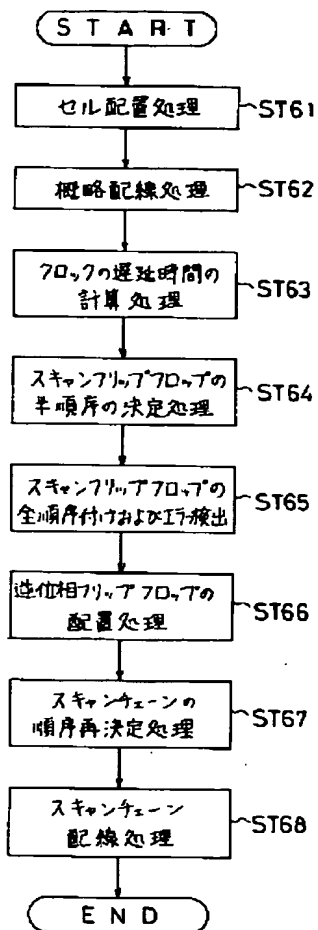 START
セル配置処理
ST61
概略配線処理
ST62
クロックの遅延時間の
計算処理
ST63
スキャンフリップフロップの
半順序の決定処理
ST64
スキャンフリップフロップの
全順序付けおよびエラー検出
ST65
逆位相フリップフロップの
配置処理
ST66
スキャンチェーンの
順序再決定処理
ST67
スキャンチェーン
配線処理
ST68
END